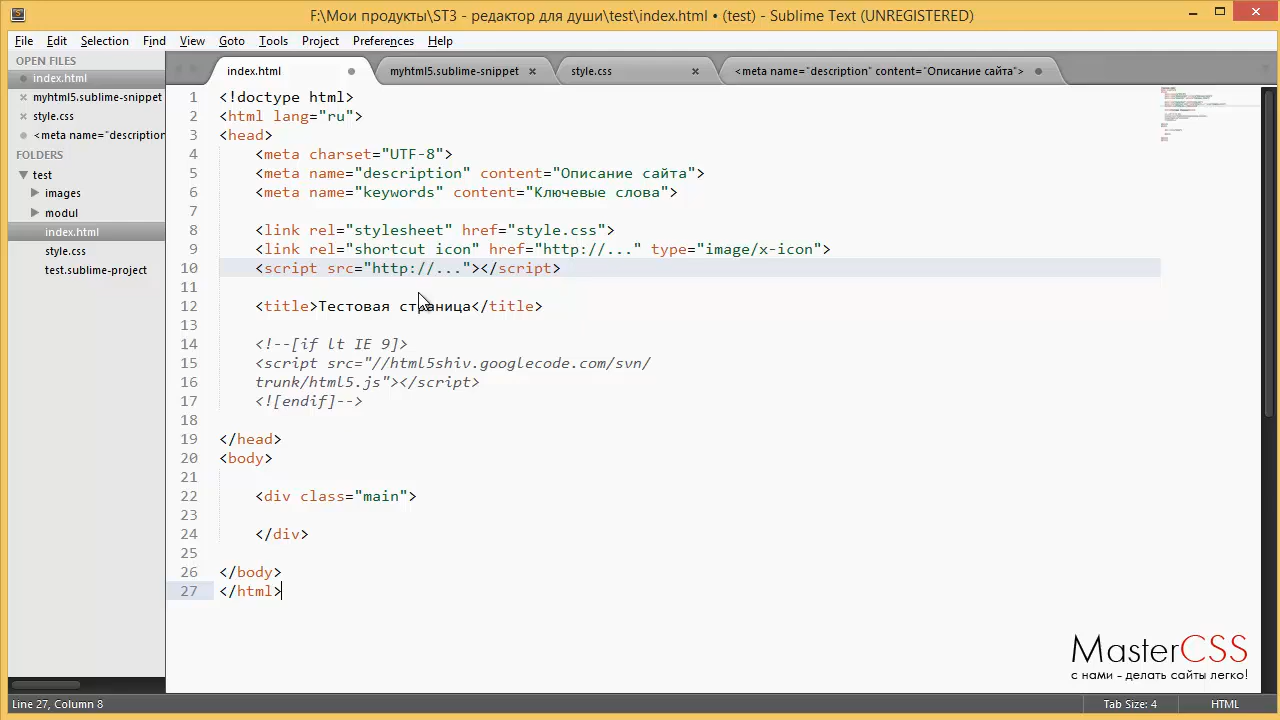 F:\Мои продукты\ST3 - редактор для души\test\index.html • (test) - Sublime Text (UNREGISTERED)
File Edit Selection Find View Goto Tools Project Preferences Help
OPEN FILES
index.html
myhtml5.sublime-snippet
style.css
<meta name="description
FOLDERS
test
images
modul
index.html
style.css
test.sublime-project
index.html myhtml5.sublime-snippet style.css <meta name="description" content="Описание сайта">
1 <!doctype html>
2 <html lang="ru">
3 <head>
4 <meta charset="UTF-8">
5 <meta name="description" content="Описание сайта">
6 <meta name="keywords" content="Ключевые слова">
7
8 <link rel="stylesheet" href="style.css">
9 <link rel="shortcut icon" href="http://..." type="image/x-icon">
10 <script src="http://..."></script>
11
12 <title>Тестовая страница</title>
13
14 <!--[if lt IE 9]>
15 <script src="//html5shiv.googlecode.com/svn/
16 trunk/html5.js"></script>
17 <![endif]-->
18
19 </head>
20 <body>
21
22 <div class="main">
23
24 </div>
25
26 </body>
27 </html>
MasterCSS
с нами - делать сайты легко!
Line 27, Column 8 Tab Size: 4 HTML